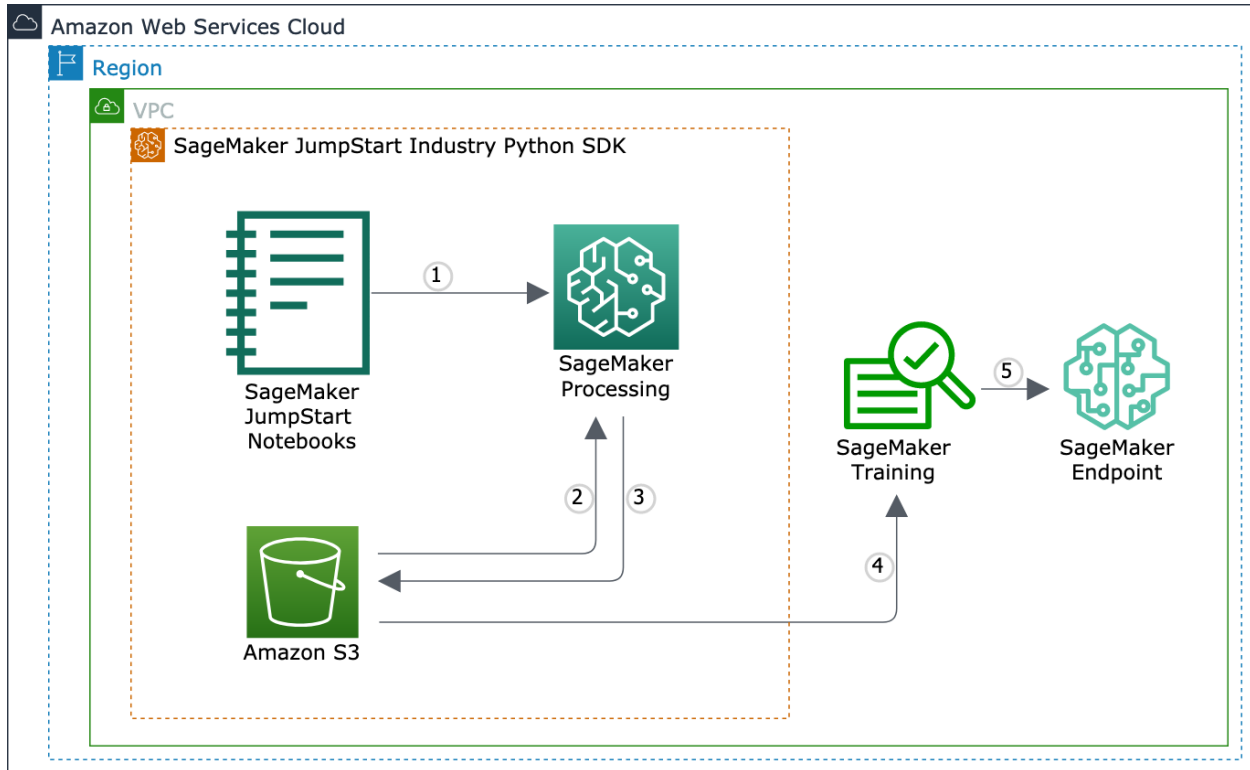 Amazon Web Services Cloud
Region
VPC
SageMaker JumpStart Industry Python SDK
1
SageMaker
JumpStart
Notebooks
SageMaker
Processing
2
3
Amazon S3
4
SageMaker
Training
5
SageMaker
Endpoint